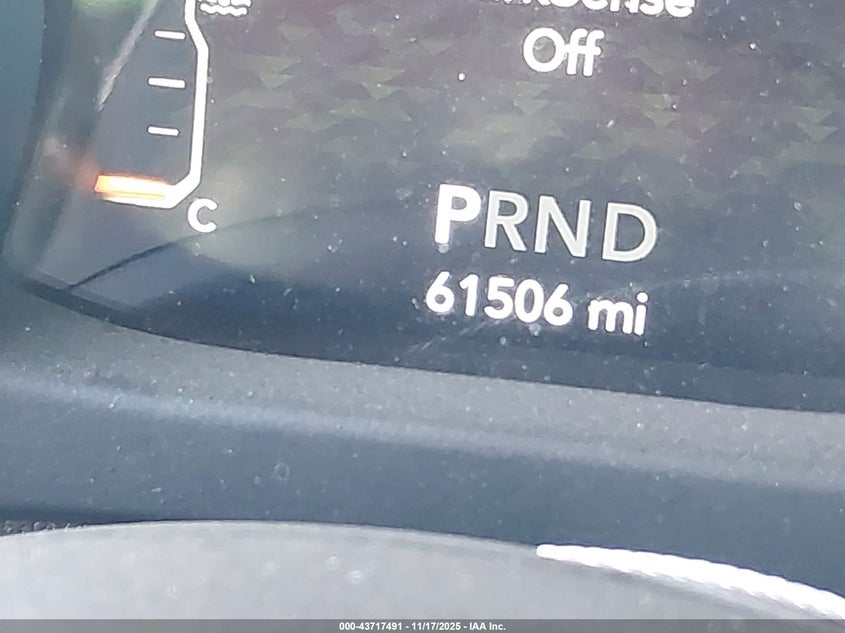 Off
PRND
61506 mi
C
000-43717491 - 11/17/2025 - IAA Inc.